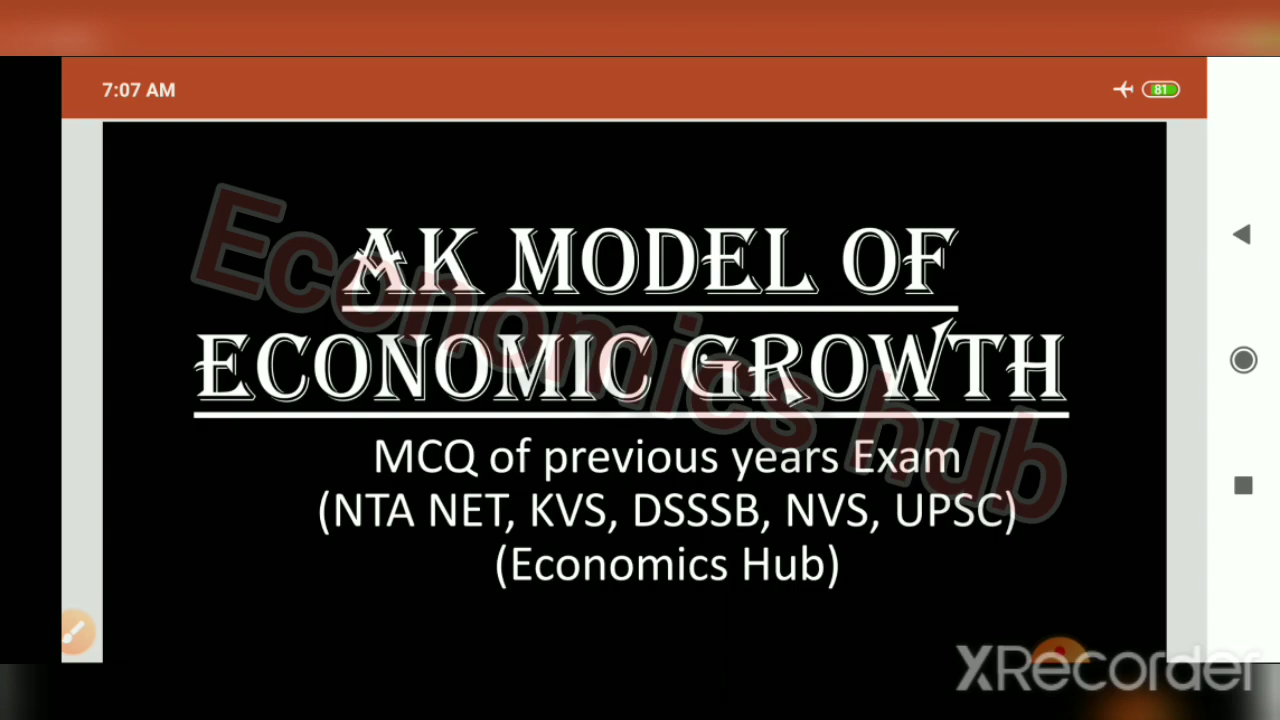 7:07 AM
81
AK MODEL OF
ECONOMIC GROWTH
Economics hub
MCQ of previous years Exam
(NTA NET, KVS, DSSSB, NVS, UPSC)
(Economics Hub)
XRecorder